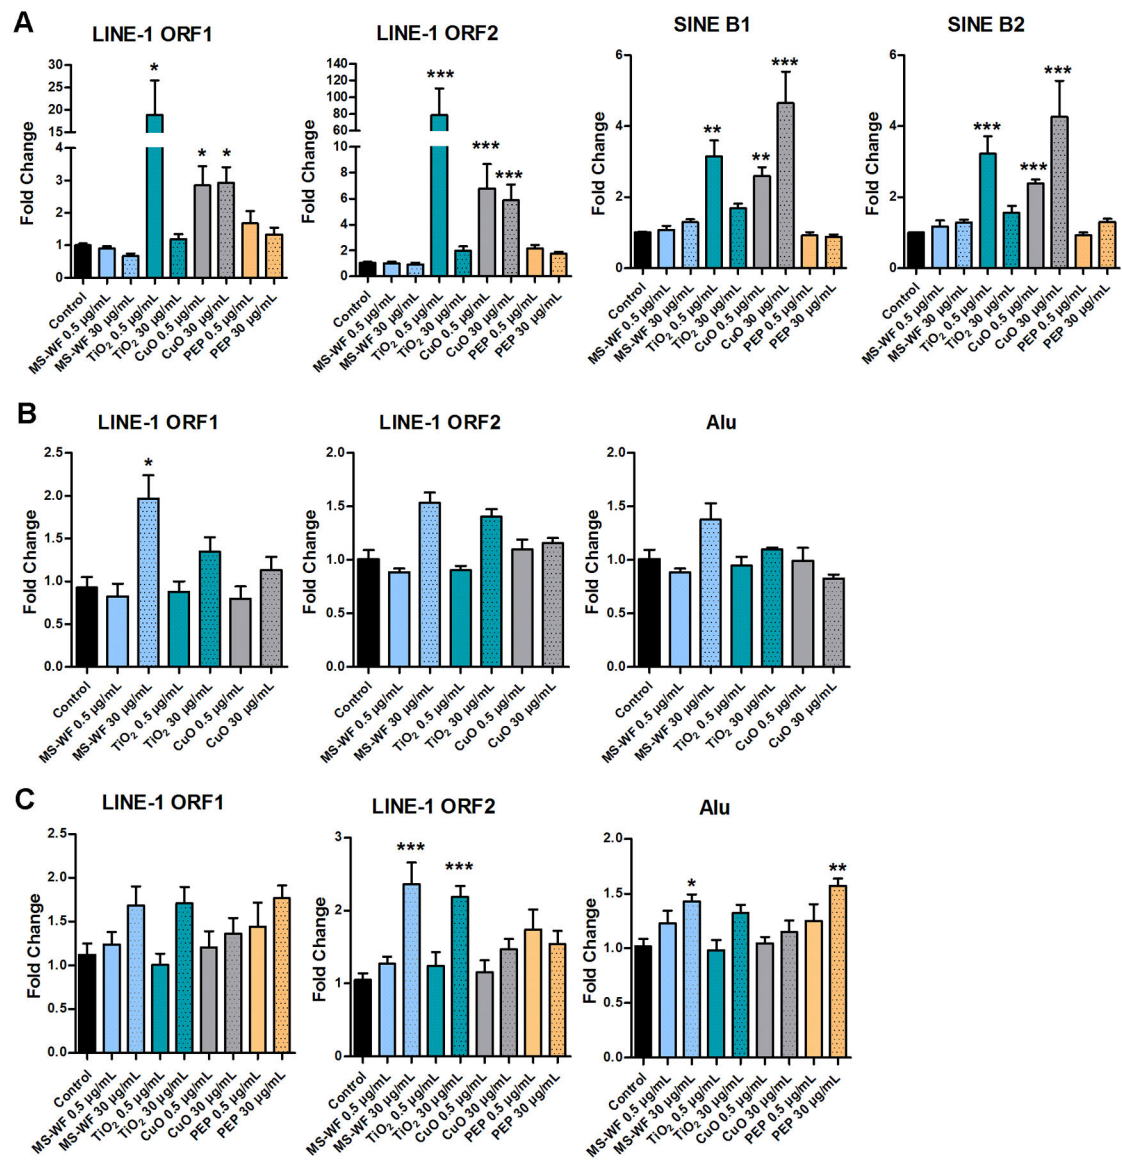 A
LINE-1 ORF1
LINE-1 ORF2
SINE B1
SINE B2
Fold Change
30
25
20
15
4
3
2
1
0
*
*
*
Control
MS-WF 0.5 µg/mL
MS-WF 30 µg/mL
TiO2 0.5 µg/mL
TiO2 30 µg/mL
CuO 0.5 µg/mL
CuO 30 µg/mL
PEP 0.5 µg/mL
PEP 30 µg/mL
Fold Change
140
120
100
80
60
10
8
6
4
2
0
***
***
***
Control
MS-WF 0.5 µg/mL
MS-WF 30 µg/mL
TiO2 0.5 µg/mL
TiO2 30 µg/mL
CuO 0.5 µg/mL
CuO 30 µg/mL
PEP 0.5 µg/mL
PEP 30 µg/mL
Fold Change
6
4
2
0
**
**
***
Control
MS-WF 0.5 µg/mL
MS-WF 30 µg/mL
TiO2 0.5 µg/mL
TiO2 30 µg/mL
CuO 0.5 µg/mL
CuO 30 µg/mL
PEP 0.5 µg/mL
PEP 30 µg/mL
Fold Change
6
4
2
0
***
***
***
Control
MS-WF 0.5 µg/mL
MS-WF 30 µg/mL
TiO2 0.5 µg/mL
TiO2 30 µg/mL
CuO 0.5 µg/mL
CuO 30 µg/mL
PEP 0.5 µg/mL
PEP 30 µg/mL
B
LINE-1 ORF1
LINE-1 ORF2
Alu
Fold Change
2.5
2.0
1.5
1.0
0.5
0.0
*
Control
MS-WF 0.5 µg/mL
MS-WF 30 µg/mL
TiO2 0.5 µg/mL
TiO2 30 µg/mL
CuO 0.5 µg/mL
CuO 30 µg/mL
Fold Change
2.0
1.5
1.0
0.5
0.0
Control
MS-WF 0.5 µg/mL
MS-WF 30 µg/mL
TiO2 0.5 µg/mL
TiO2 30 µg/mL
CuO 0.5 µg/mL
CuO 30 µg/mL
Fold Change
2.0
1.5
1.0
0.5
0.0
Control
MS-WF 0.5 µg/mL
MS-WF 30 µg/mL
TiO2 0.5 µg/mL
TiO2 30 µg/mL
CuO 0.5 µg/mL
CuO 30 µg/mL
C
LINE-1 ORF1
LINE-1 ORF2
Alu
Fold Change
2.5
2.0
1.5
1.0
0.5
0.0
Control
MS-WF 0.5 µg/mL
MS-WF 30 µg/mL
TiO2 0.5 µg/mL
TiO2 30 µg/mL
CuO 0.5 µg/mL
CuO 30 µg/mL
PEP 0.5 µg/mL
PEP 30 µg/mL
Fold Change
3
2
1
0
***
***
Control
MS-WF 0.5 µg/mL
MS-WF 30 µg/mL
TiO2 0.5 µg/mL
TiO2 30 µg/mL
CuO 0.5 µg/mL
CuO 30 µg/mL
PEP 0.5 µg/mL
PEP 30 µg/mL
Fold Change
2.0
1.5
1.0
0.5
0.0
*
**
Control
MS-WF 0.5 µg/mL
MS-WF 30 µg/mL
TiO2 0.5 µg/mL
TiO2 30 µg/mL
CuO 0.5 µg/mL
CuO 30 µg/mL
PEP 0.5 µg/mL
PEP 30 µg/mL